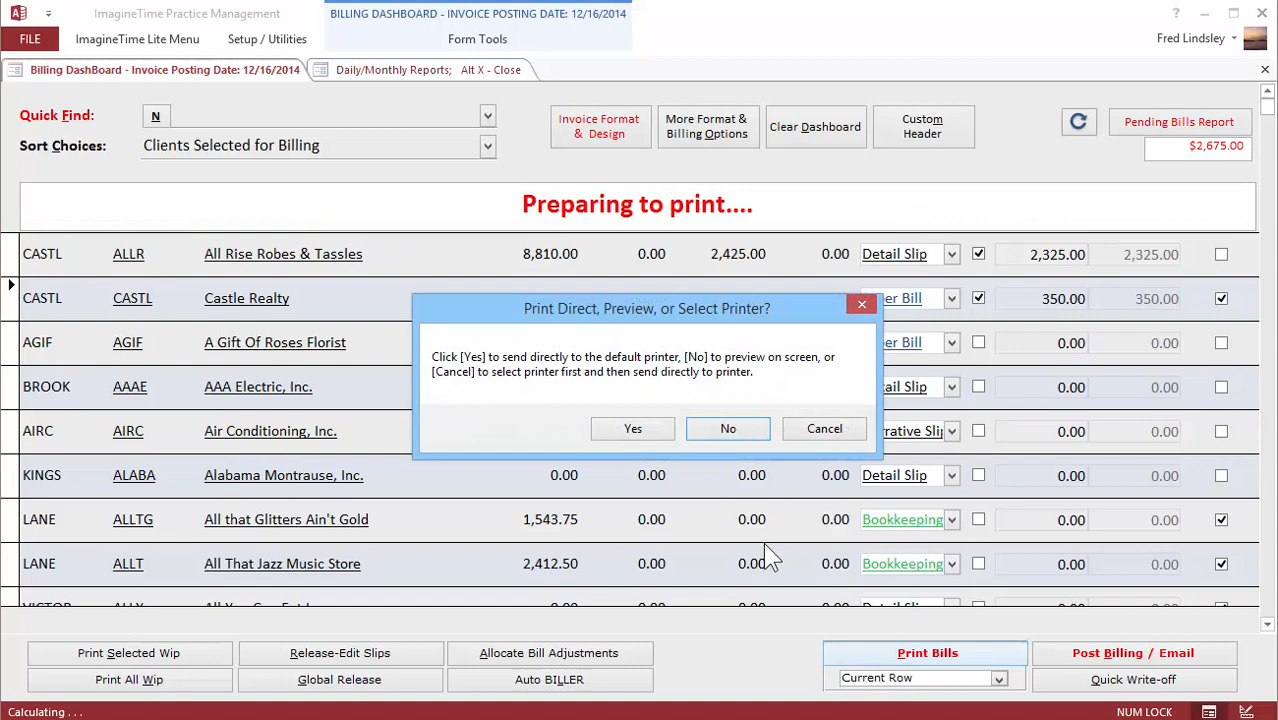 ImagineTime Practice Management
BILLING DASHBOARD - INVOICE POSTING DATE: 12/16/2014
?
FILE
ImagineTime Lite Menu
Setup / Utilities
Form Tools
Fred Lindsley
Billing DashBoard - Invoice Posting Date: 12/16/2014
Daily/Monthly Reports; Alt X - Close
Quick Find:
N
Sort Choices:
Clients Selected for Billing
Invoice Format
& Design
More Format &
Billing Options
Clear Dashboard
Custom
Header
Pending Bills Report
$2,675.00
Preparing to print....
CASTL ALLR All Rise Robes & Tassles 8,810.00 0.00 2,425.00 0.00 Detail Slip 2,325.00 2,325.00
CASTL CASTL Castle Realty er Bill 350.00 350.00
AGIF AGIF A Gift Of Roses Florist er Bill 0.00 0.00
BROOK AAAE AAA Electric, Inc. ail Slip 0.00 0.00
AIRC AIRC Air Conditioning, Inc. rative Slip 0.00 0.00
KINGS ALABA Alabama Montrause, Inc. 0.00 0.00 0.00 0.00 Detail Slip 0.00 0.00
LANE ALLTG All that Glitters Ain't Gold 1,543.75 0.00 0.00 0.00 Bookkeeping 0.00 0.00
LANE ALLT All That Jazz Music Store 2,412.50 0.00 0.00 0.00 Bookkeeping 0.00 0.00
Print Direct, Preview, or Select Printer?
Click [Yes] to send directly to the default printer, [No] to preview on screen, or
[Cancel] to select printer first and then send directly to printer.
Yes
No
Cancel
Print Selected Wip
Release-Edit Slips
Allocate Bill Adjustments
Print Bills
Post Billing / Email
Print All Wip
Global Release
Auto BILLER
Current Row
Quick Write-off
Calculating . . .
NUM LOCK